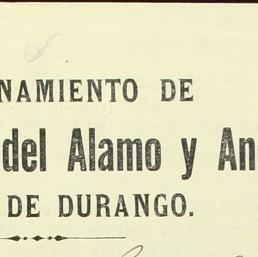 NAMIENTO DE
del Alamo y An
DE DURANGO.